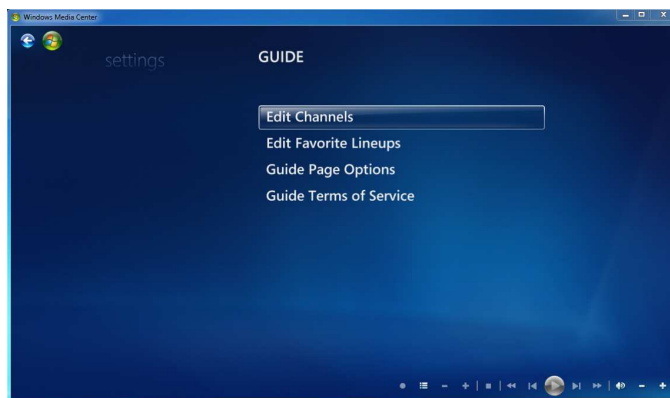 Windows Media Center
settings
GUIDE
Edit Channels
Edit Favorite Lineups
Guide Page Options
Guide Terms of Service